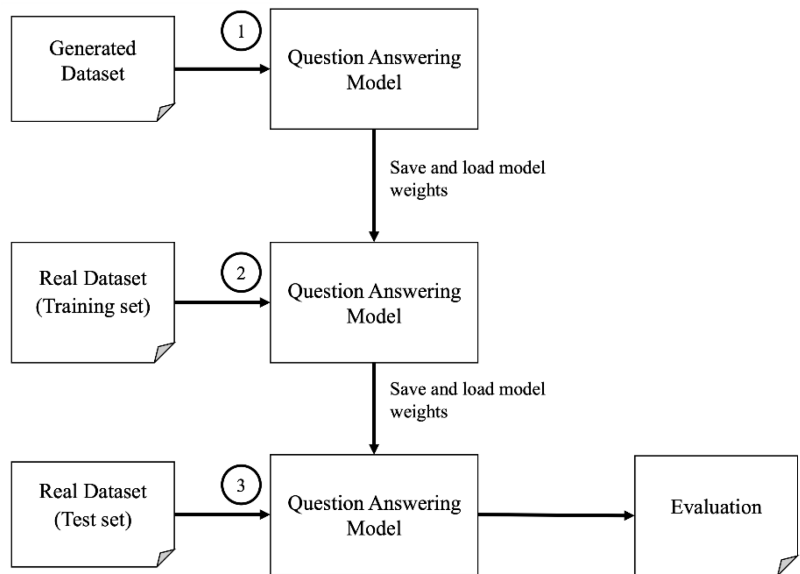 Generated
Dataset
1
Question Answering
Model
Save and load model
weights
Real Dataset
(Training set)
2
Question Answering
Model
Save and load model
weights
Real Dataset
(Test set)
3
Question Answering
Model
Evaluation